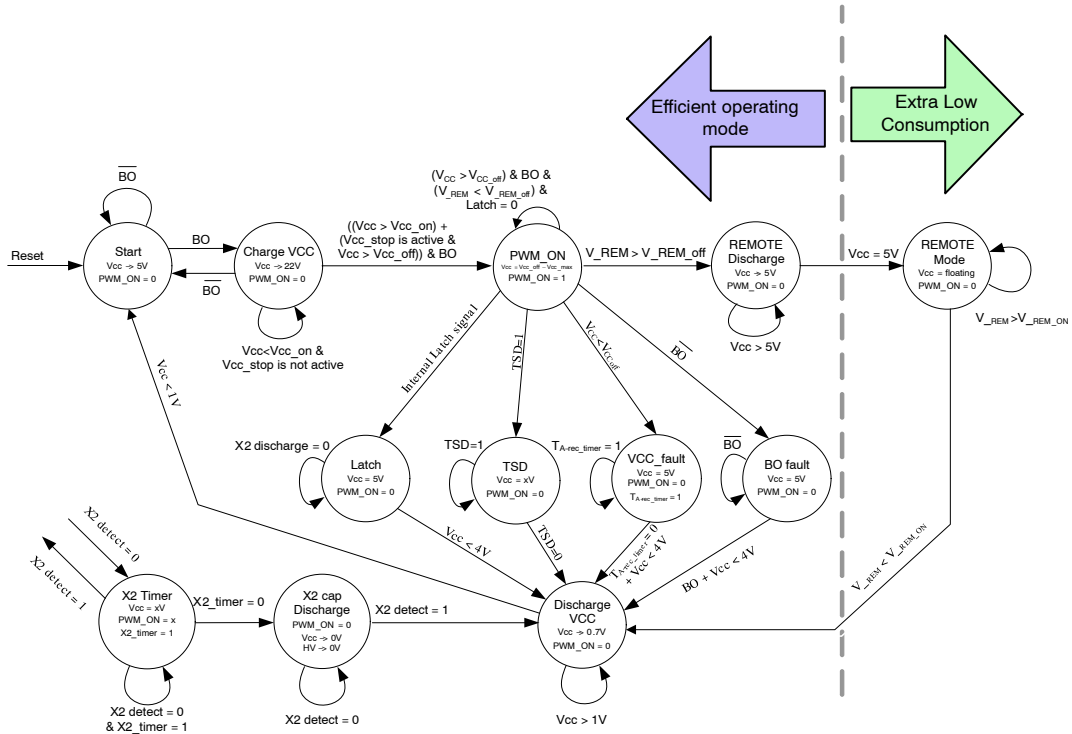 Efficient operating
mode
Extra Low
Consumption
B̅O̅
(VCC > VCC_off) & BO &
(V_REM < V_REM_off) &
Latch = 0
Reset
Start
Vcc -> 5V
PWM_ON = 0
BO
B̅O̅
Charge VCC
Vcc -> 22V
PWM_ON = 0
((Vcc > Vcc_on) +
(Vcc_stop is active &
Vcc > Vcc_off)) & BO
PWM_ON
Vcc = Vcc_off – Vcc_max
PWM_ON = 1
V_REM > V_REM_off
REMOTE
Discharge
Vcc -> 5V
PWM_ON = 0
Vcc = 5V
REMOTE
Mode
Vcc = floating
PWM_ON = 0
V_REM>V_REM_ON
Vcc<Vcc_on &
Vcc_stop is not active
Vcc > 5V
Vcc < 1V
Internal Latch signal
TSD=1
VCC<VCCoff
B̅O̅
X2 discharge = 0
Latch
Vcc = 5V
PWM_ON = 0
TSD=1
TSD
Vcc = xV
PWM_ON = 0
TA-rec_timer = 1
VCC_fault
Vcc = 5V
PWM_ON = 0
TA-rec_timer = 1
B̅O̅
BO fault
Vcc = 5V
PWM_ON = 0
Vcc < 4V
TSD=0
TA-rec_timer = 0
+ Vcc < 4V
BO + Vcc < 4V
V_REM < V_REM_ON
X2 detect = 0
X2 detect = 1
X2 Timer
Vcc = xV
PWM_ON = x
X2_timer = 1
X2_timer = 0
X2 cap
Discharge
PWM_ON = 0
Vcc -> 0V
HV -> 0V
X2 detect = 1
Discharge
VCC
Vcc -> 0.7V
PWM_ON = 0
X2 detect = 0
& X2_timer = 1
X2 detect = 0
Vcc > 1V